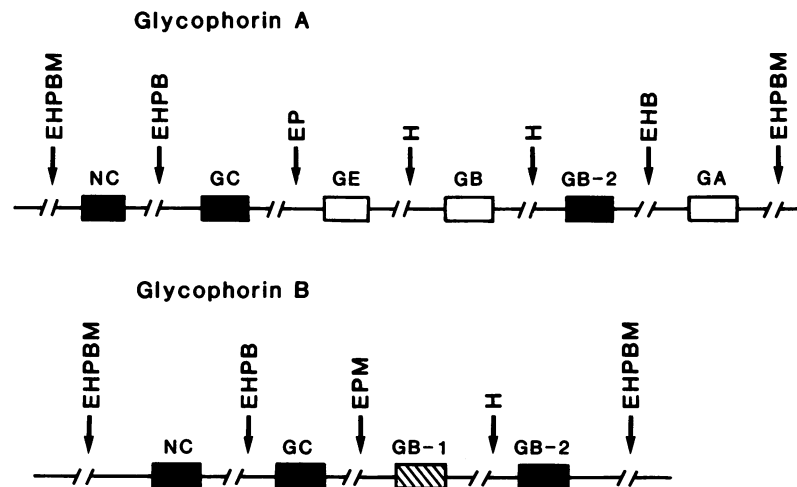 Glycophorin A
EHPBM
EHPB
EP
H
H
EHB
EHPBM
NC
GC
GE
GB
GB-2
GA
Glycophorin B
EHPBM
EHPB
EPM
H
EHPBM
NC
GC
GB-1
GB-2